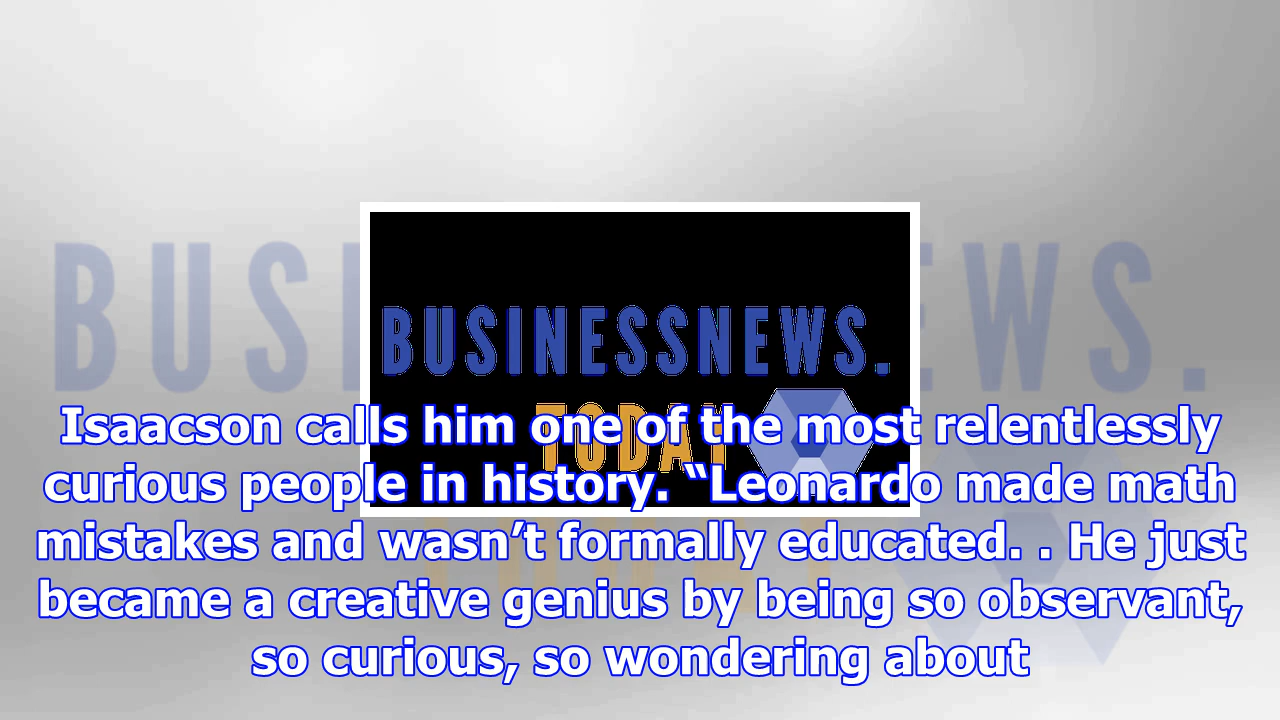 BUSINESSNEWS.
TODAY
Isaacson calls him one of the most relentlessly
curious people in history. “Leonardo made math
mistakes and wasn’t formally educated. . He just
became a creative genius by being so observant,
so curious, so wondering about